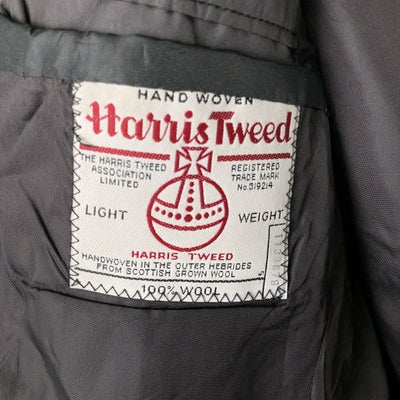 HAND WOVEN
Harris Tweed
THE HARRIS TWEED ASSOCIATION LIMITED
REGISTERED TRADE MARK No.319214
LIGHT WEIGHT
HARRIS TWEED
HANDWOVEN IN THE OUTER HEBRIDES
FROM SCOTTISH GROWN WOOL
100% WOOL